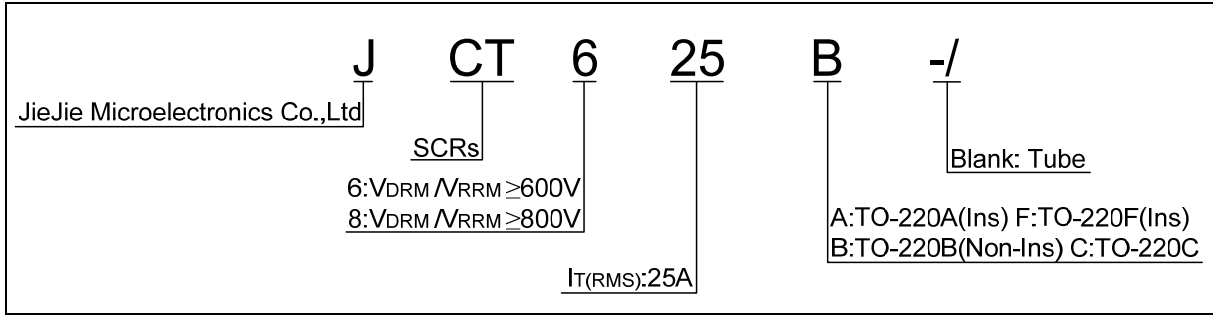 J CT 6 25 B -/
JieJie Microelectronics Co.,Ltd
SCRs
Blank: Tube
6:VDRM/VRRM≥600V
8:VDRM/VRRM≥800V
A:TO-220A(Ins) F:TO-220F(Ins)
B:TO-220B(Non-Ins) C:TO-220C
IT(RMS):25A